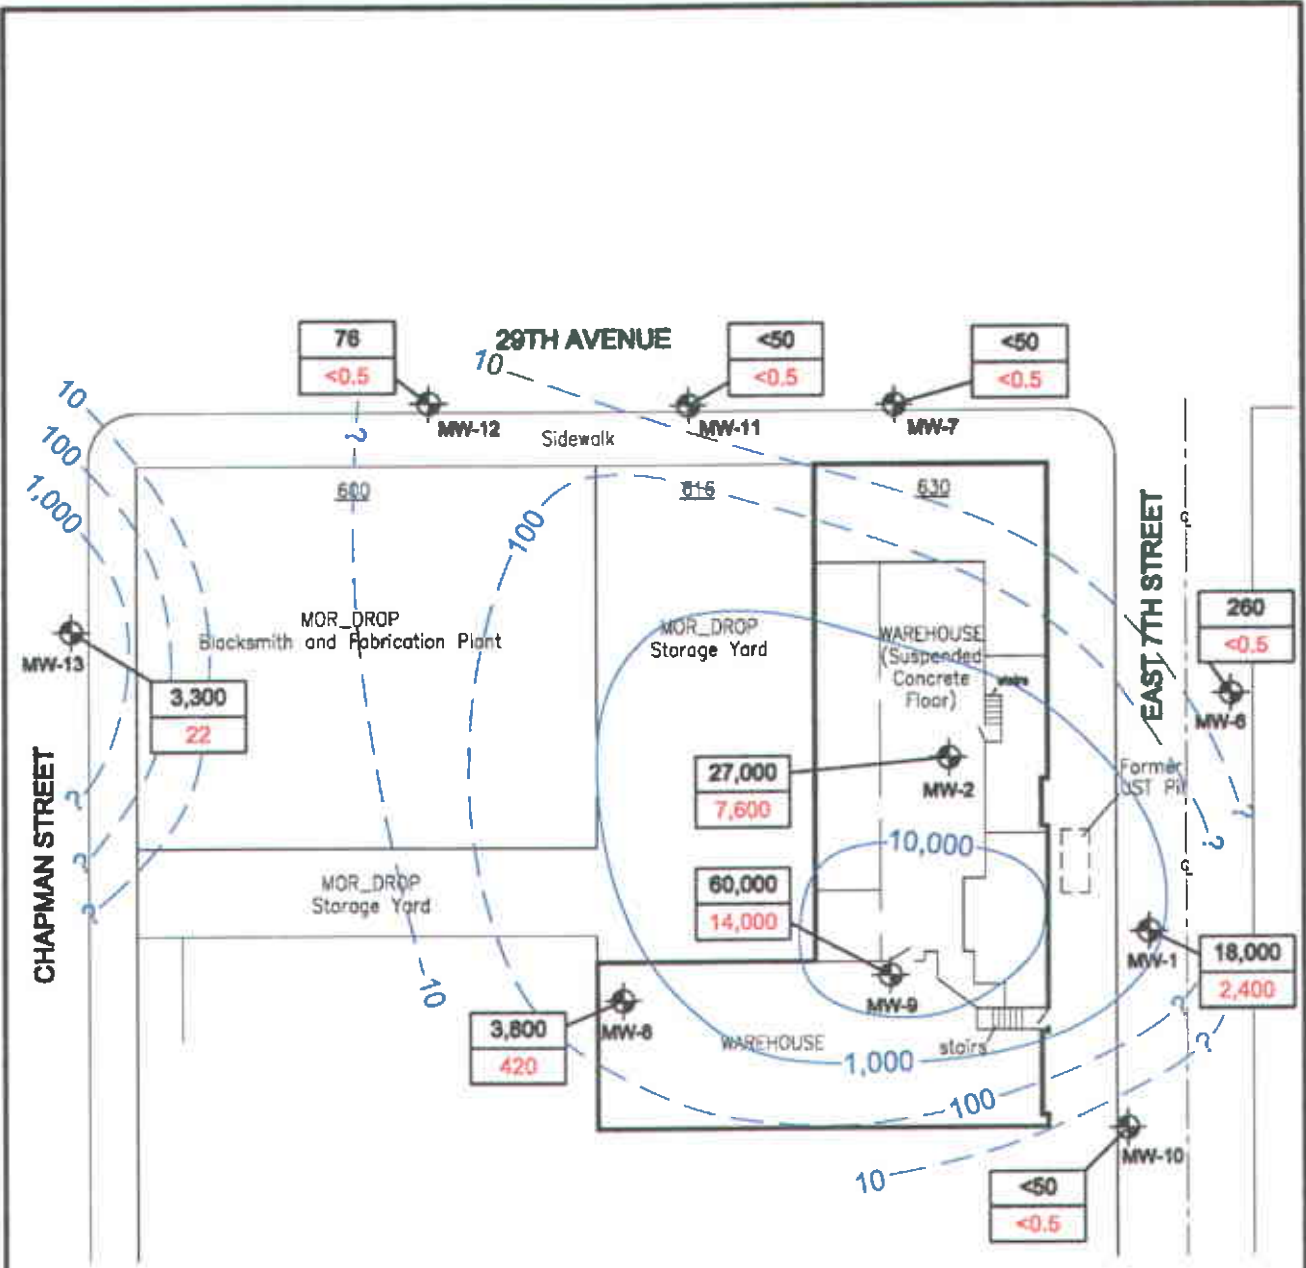 29TH AVENUE
76
<0.5
<50
<0.5
<50
<0.5
10
MW-12
MW-11
MW-7
Sidewalk
10
100
1,000
600
615
630
100
EAST 7TH STREET
260
<0.5
MW-6
MOR_DROP
Blacksmith and Fabrication Plant
MOR_DROP
Storage Yard
WAREHOUSE
(Suspended
Concrete
Floor)
stairs
MW-13
3,300
22
27,000
7,600
MW-2
Former
UST Pit
CHAPMAN STREET
?
?
?
?
?
?
10,000
60,000
14,000
MOR_DROP
Storage Yard
MW-1
18,000
2,400
10
MW-9
MW-8
420
WAREHOUSE
stairs
1,000
?
?
100
10
MW-10
<50
<0.5